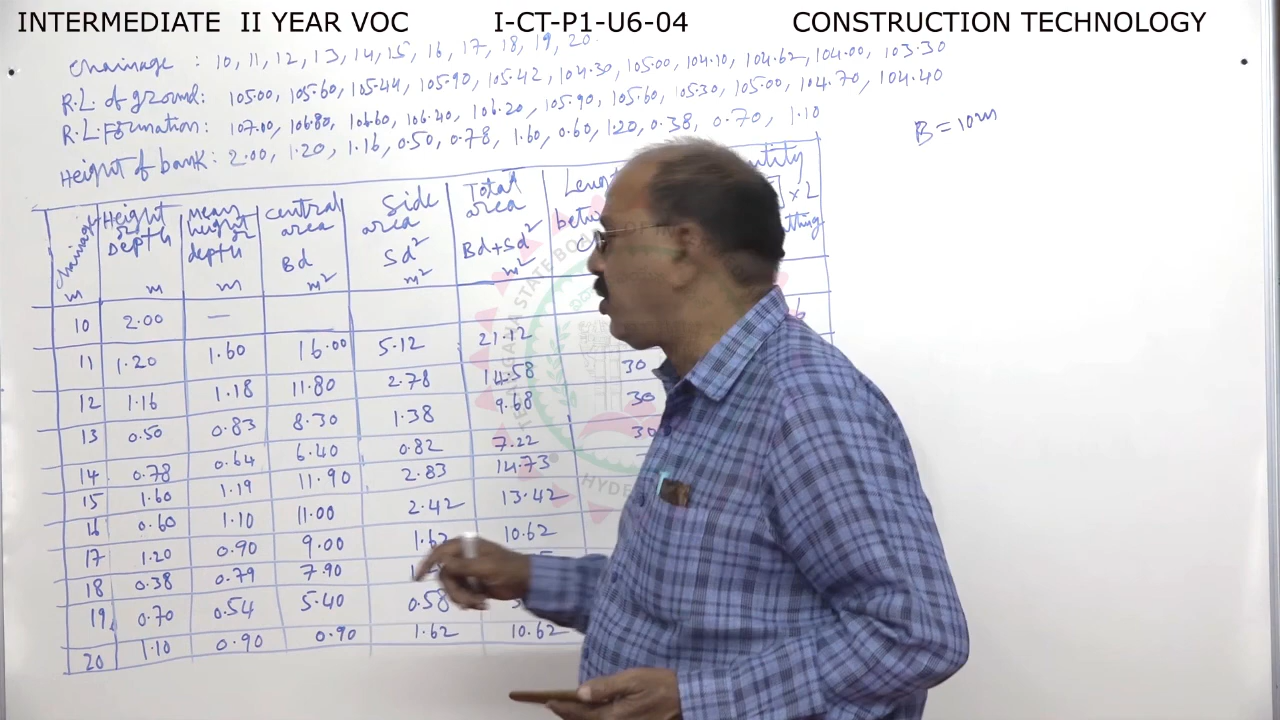 INTERMEDIATE II YEAR VOC I-CT-P1-U6-04 CONSTRUCTION TECHNOLOGY
Chainage : 10, 11, 12, 13, 14, 15, 16, 17, 18, 19, 20.
R.L. of ground: 105.00, 105.60, 105.44, 105.90, 105.42, 104.30, 105.00, 104.10, 104.62, 104.00, 103.30
R.L. Formation: 107.00, 106.80, 106.60, 106.40, 106.20, 105.90, 105.60, 105.30, 105.00, 104.70, 104.40
Height of bank: 2.00, 1.20, 1.16, 0.50, 0.78, 1.60, 0.60, 1.20, 0.38, 0.70, 1.10
B = 10m
Chainage m Height or depth m Mean height or depth m Central area Bd m² Side area Sd² m² Total area Bd+Sd² m² Length × L
10 2.00 —
11 1.20 1.60 16.00 5.12 21.12
12 1.16 1.18 11.80 2.78 14.58 30
13 0.50 0.83 8.30 1.38 9.68 30
14 0.78 0.64 6.40 0.82 7.22 30
15 1.60 1.19 11.90 2.83 14.73
16 0.60 1.10 11.00 2.42 13.42
17 1.20 0.90 9.00 1.62 10.62
18 0.38 0.79 7.90
19 0.70 0.54 5.40 0.58
20 1.10 0.90 0.90 1.62 10.62